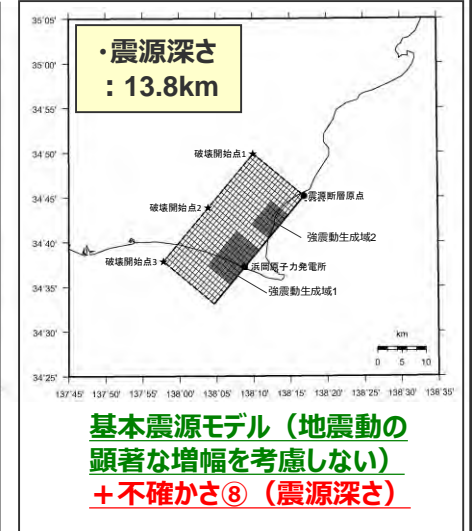 ・震源深さ
：13.8km
35˚05'
35˚00'
34˚55'
34˚50'
34˚45'
34˚40'
34˚35'
34˚30'
34˚25'
破壊開始点1
破壊開始点2
震源断層原点
強震動生成域2
破壊開始点3
浜岡原子力発電所
強震動生成域1
km
0 5 10
137˚45' 137˚50' 137˚55' 138˚00' 138˚05' 138˚10' 138˚15' 138˚20' 138˚25' 138˚30' 138˚35'
基本震源モデル（地震動の
顕著な増幅を考慮しない）
＋不確かさ⑧（震源深さ）